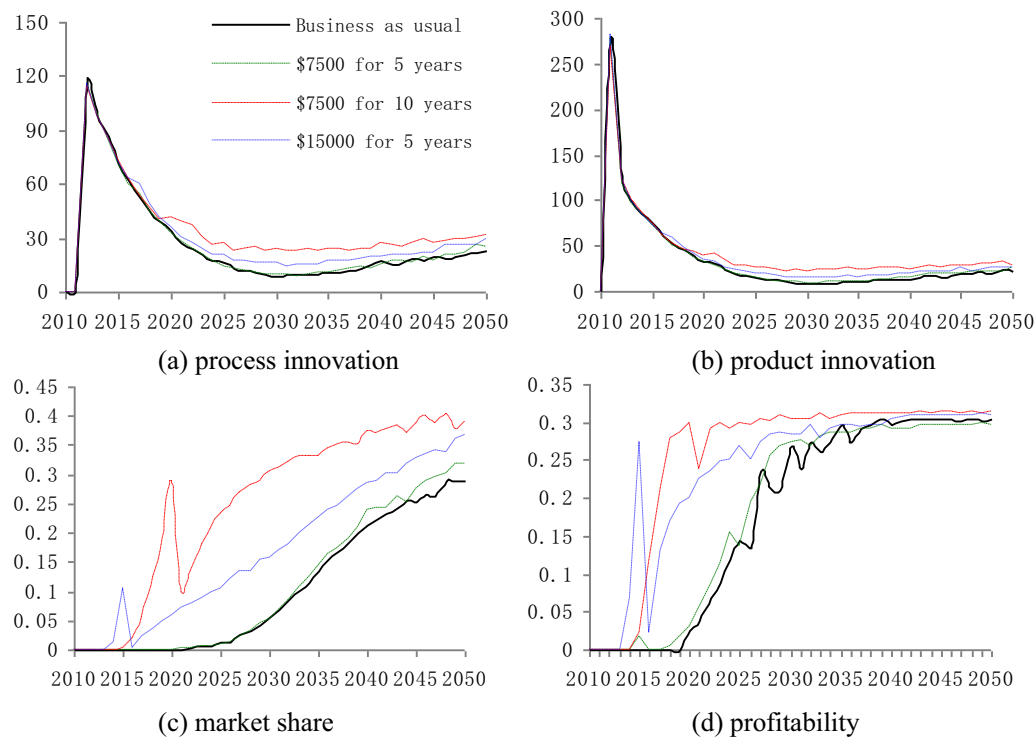 150
120
90
60
30
0
2010 2015 2020 2025 2030 2035 2040 2045 2050
Business as usual
$7500 for 5 years
$7500 for 10 years
$15000 for 5 years
(a) process innovation
300
250
200
150
100
50
0
2010 2015 2020 2025 2030 2035 2040 2045 2050
(b) product innovation
0.45
0.4
0.35
0.3
0.25
0.2
0.15
0.1
0.05
0
2010 2015 2020 2025 2030 2035 2040 2045 2050
(c) market share
0.35
0.3
0.25
0.2
0.15
0.1
0.05
0
2010 2015 2020 2025 2030 2035 2040 2045 2050
(d) profitability